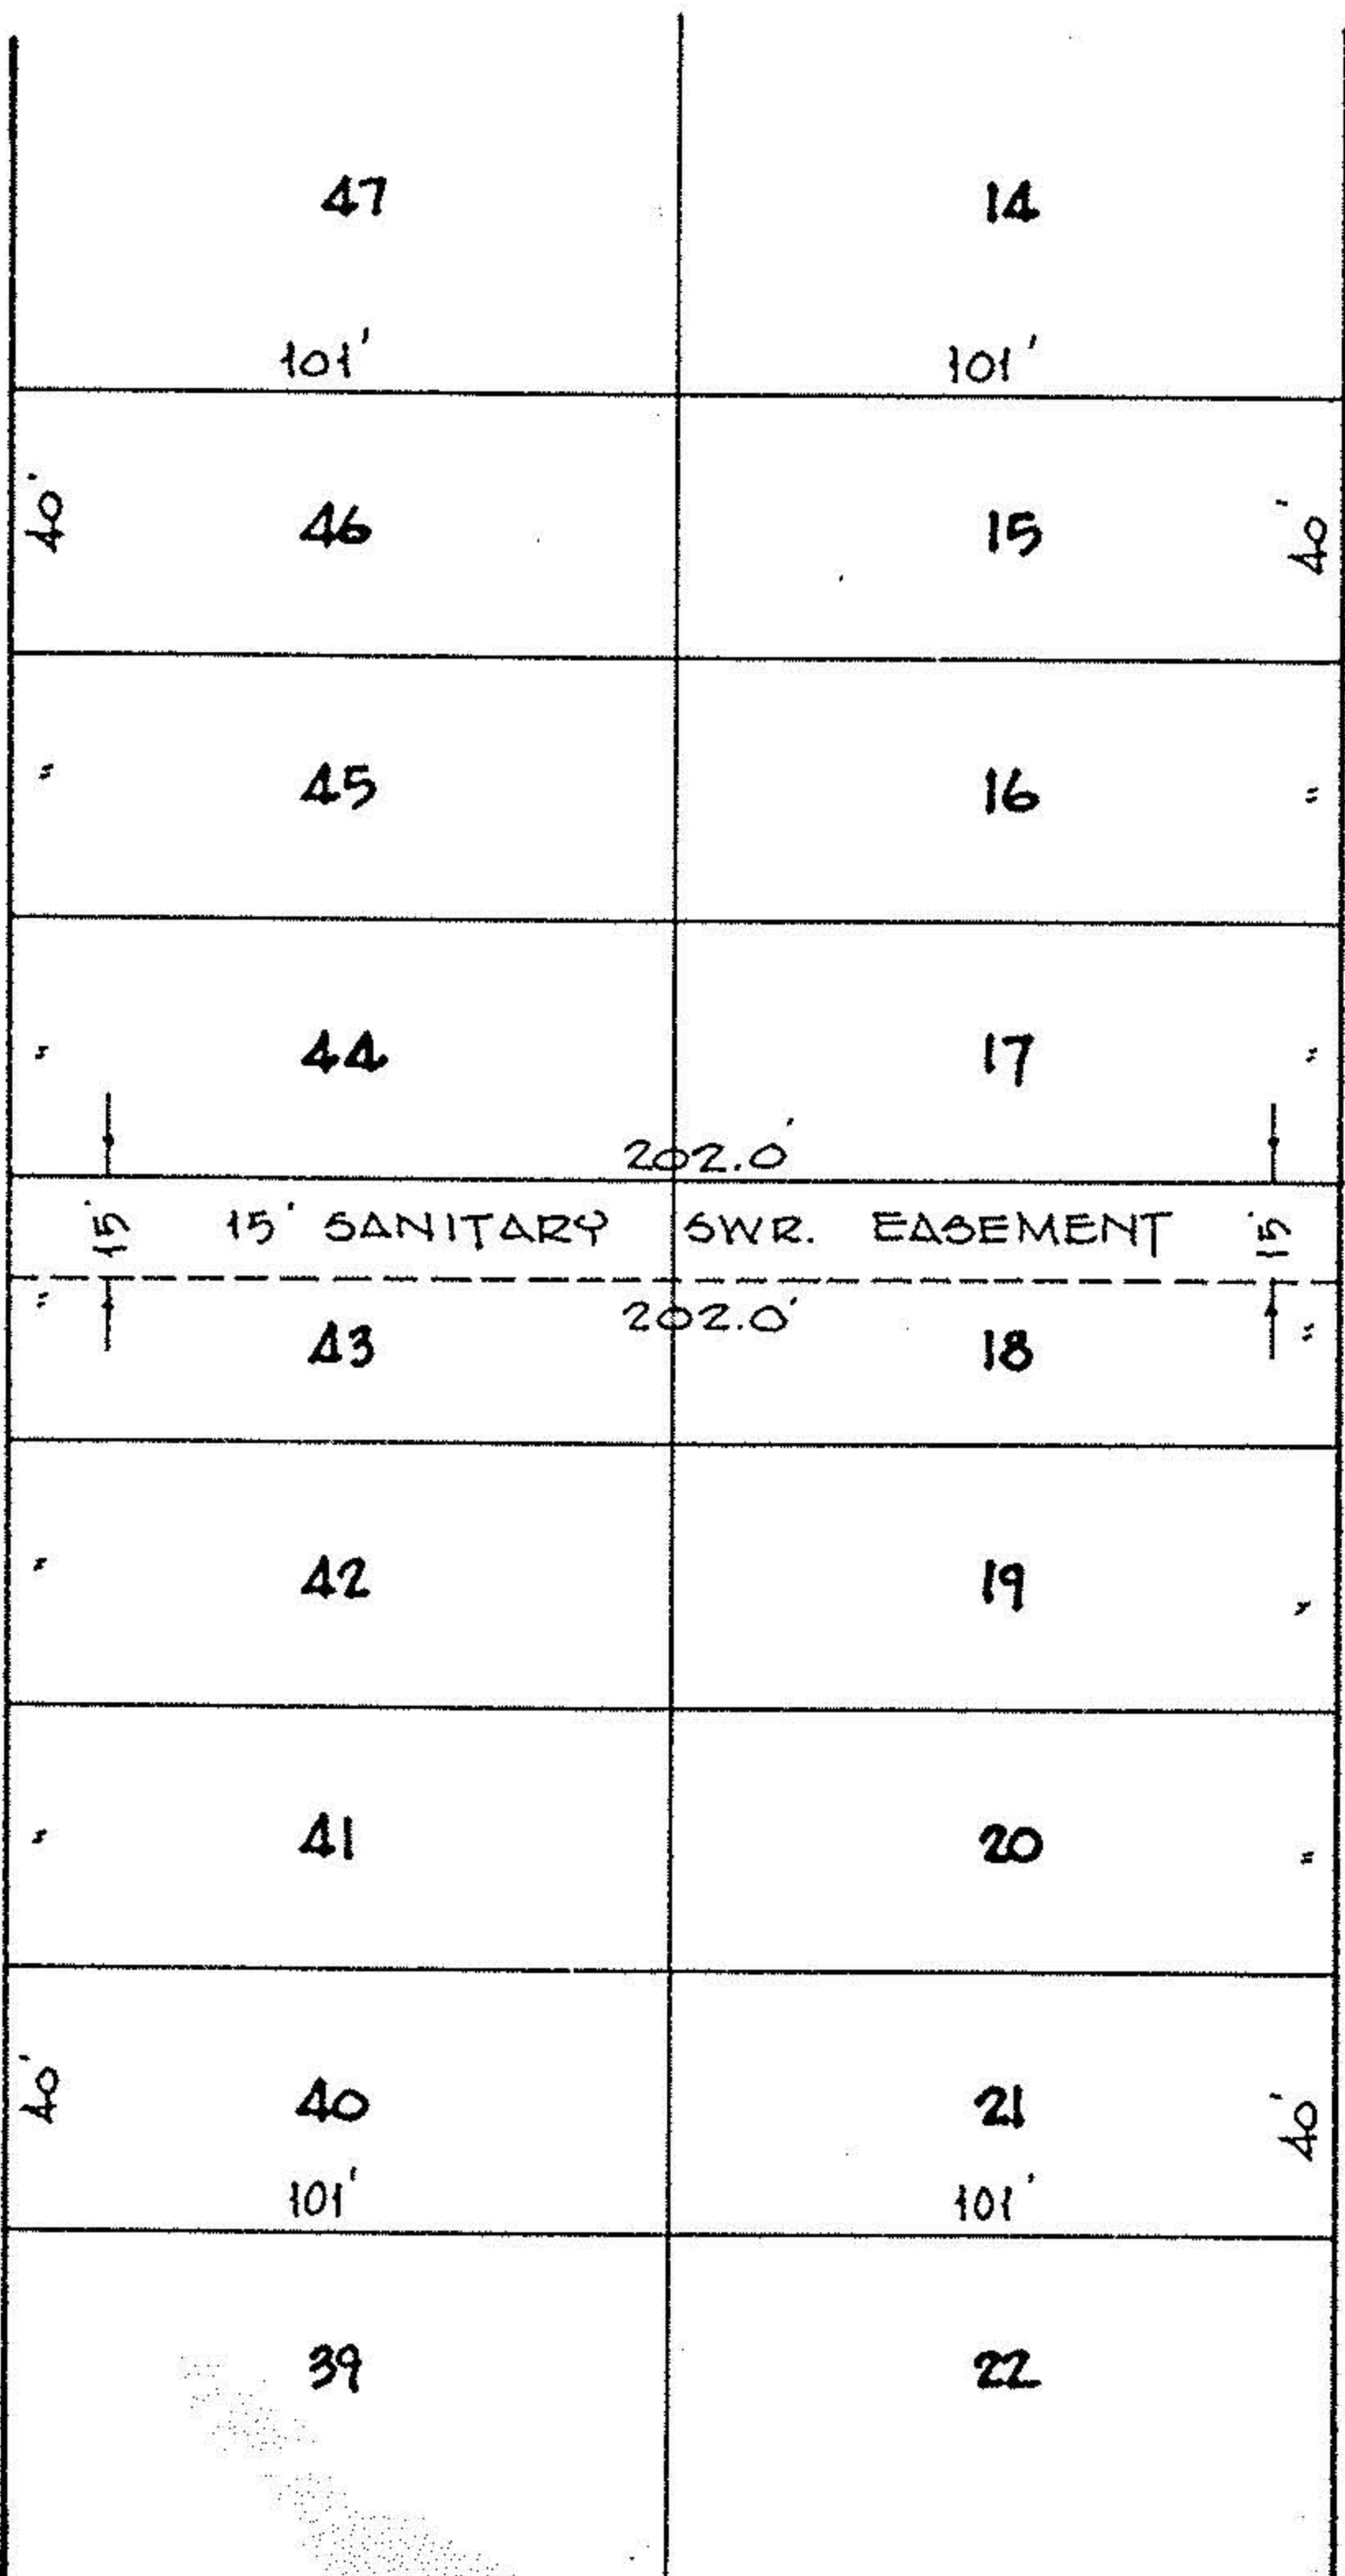 47 14
101' 101'
40' 46 15 40'
" 45 16 "
" 44 17 "
202.0'
15' 15' SANITARY SWR. EASEMENT 15'
202.0'
" 43 18 "
" 42 19 "
" 41 20 "
40' 40 21 40'
101' 101'
39 22